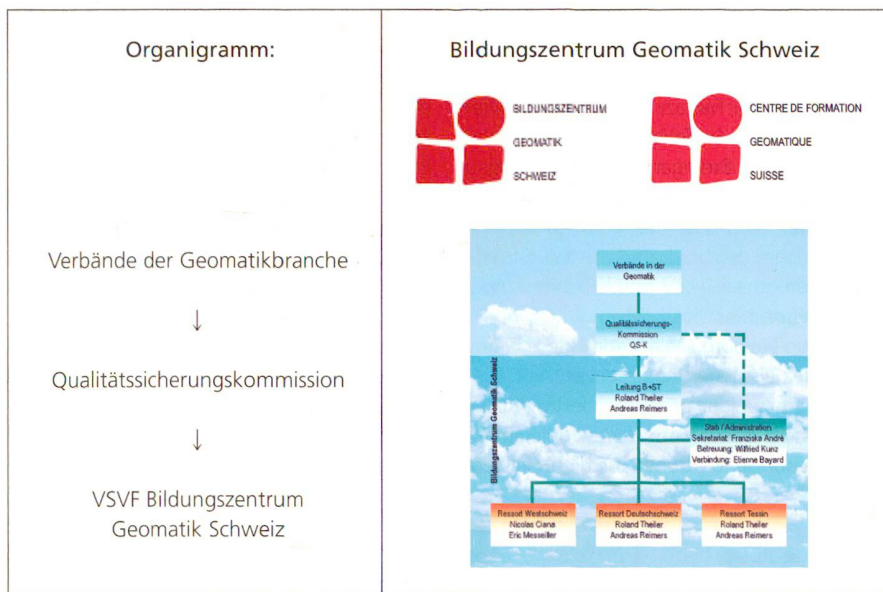 Organigramm:
Verbände der Geomatikbranche
↓
Qualitätssicherungskommission
↓
VSVF Bildungszentrum
Geomatik Schweiz
Bildungszentrum Geomatik Schweiz
BILDUNGSZENTRUM
GEOMATIK
SCHWEIZ
CENTRE DE FORMATION
GEOMATIQUE
SUISSE
Verbände in der
Geomatik
Qualitätssicherungs-
Kommission
QS-K
Bildungszentrum Geomatik Schweiz
Leitung B+ST
Roland Theiler
Andreas Reimers
Stab / Administration
Sekretariat: Franziska André
Betreuung: Wilfried Kunz
Verbindung: Etienne Bayard
Ressort Westschweiz
Nicolas Ciana
Eric Messeiller
Ressort Deutschschweiz
Roland Theiler
Andreas Reimers
Ressort Tessin
Roland Theiler
Andreas Reimers